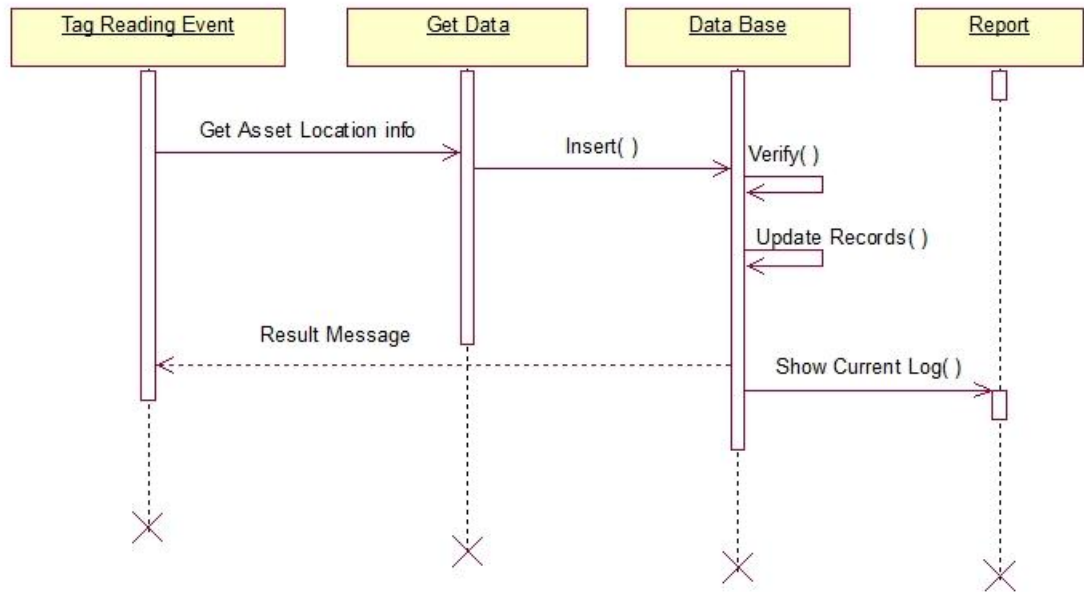 Tag Reading Event
Get Data
Data Base
Report
Get Asset Location info
Insert( )
Verify( )
Update Records( )
Result Message
Show Current Log( )